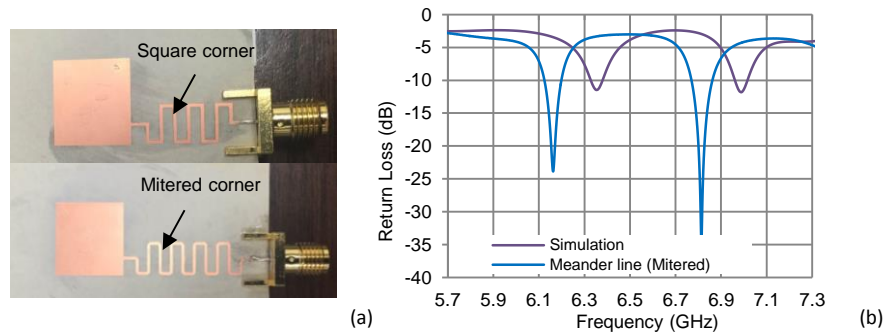 Square corner
Mitered corner
(a)
0
-5
-10
-15
-20
-25
-30
-35
-40
Return Loss (dB)
Simulation
Meander line (Mitered)
5.7 5.9 6.1 6.3 6.5 6.7 6.9 7.1 7.3
Frequency (GHz)
(b)